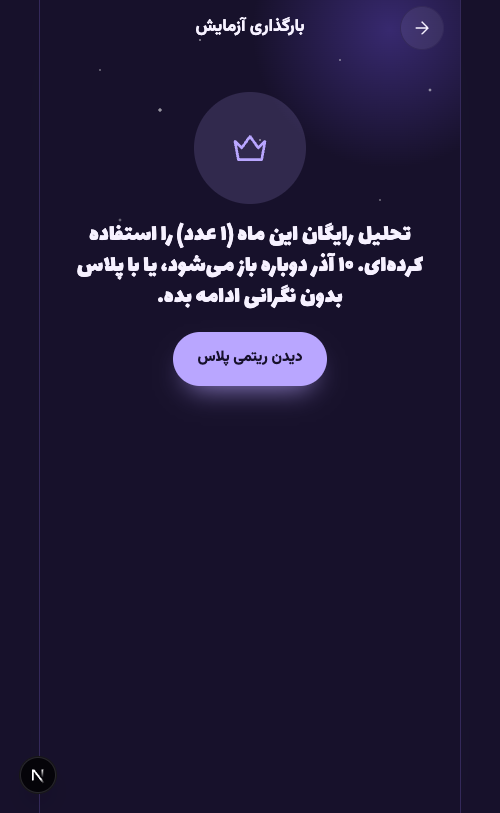 بارگذاری آزمایش
تحلیل رایگان این ماه (۱ عدد) را استفاده
کرده‌ای. ۱۰ آذر دوباره باز می‌شود، یا با پلاس
بدون نگرانی ادامه بده.
دیدن ریتمی پلاس
N